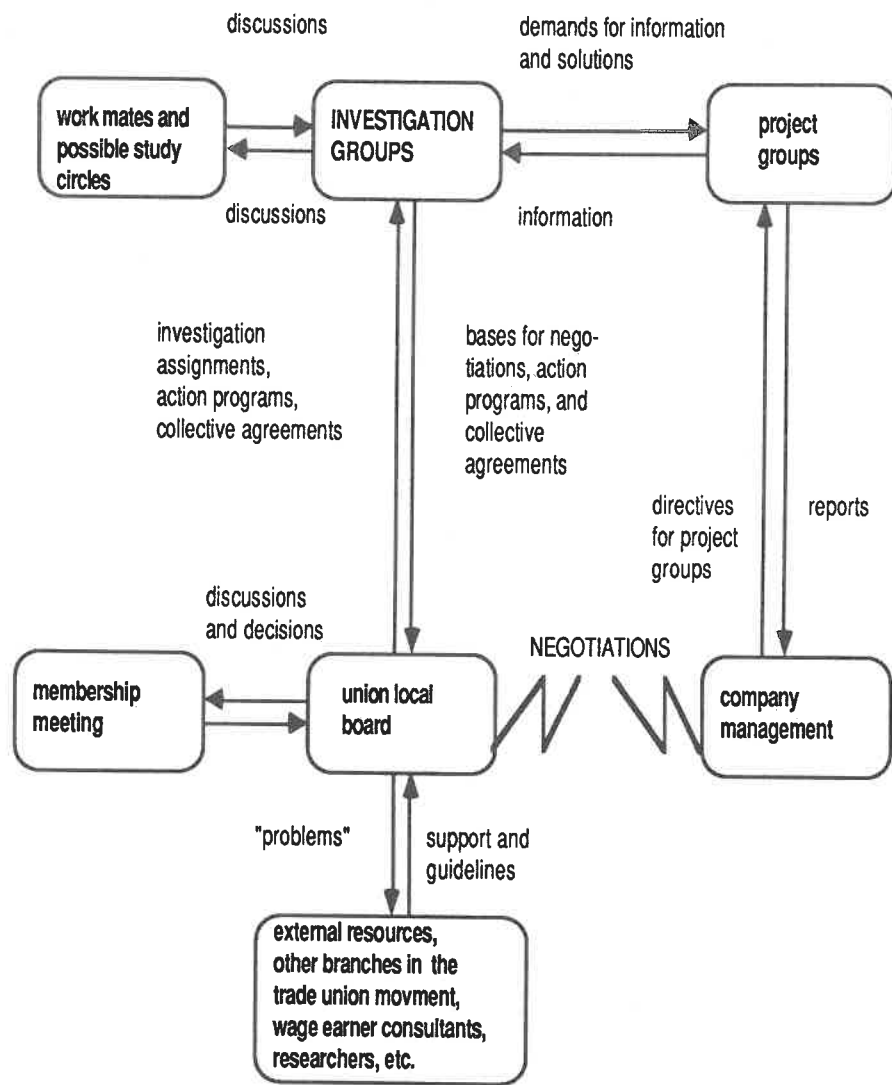 discussions
demands for information
and solutions
work mates and
possible study
circles
INVESTIGATION
GROUPS
project
groups
discussions
information
investigation
assignments,
action programs,
collective agreements
bases for nego-
tiations, action
programs, and
collective
agreements
directives
for project
groups
reports
discussions
and decisions
NEGOTIATIONS
membership
meeting
union local
board
company
management
"problems"
support and
guidelines
external resources,
other branches in the
trade union movment,
wage earner consultants,
researchers, etc.